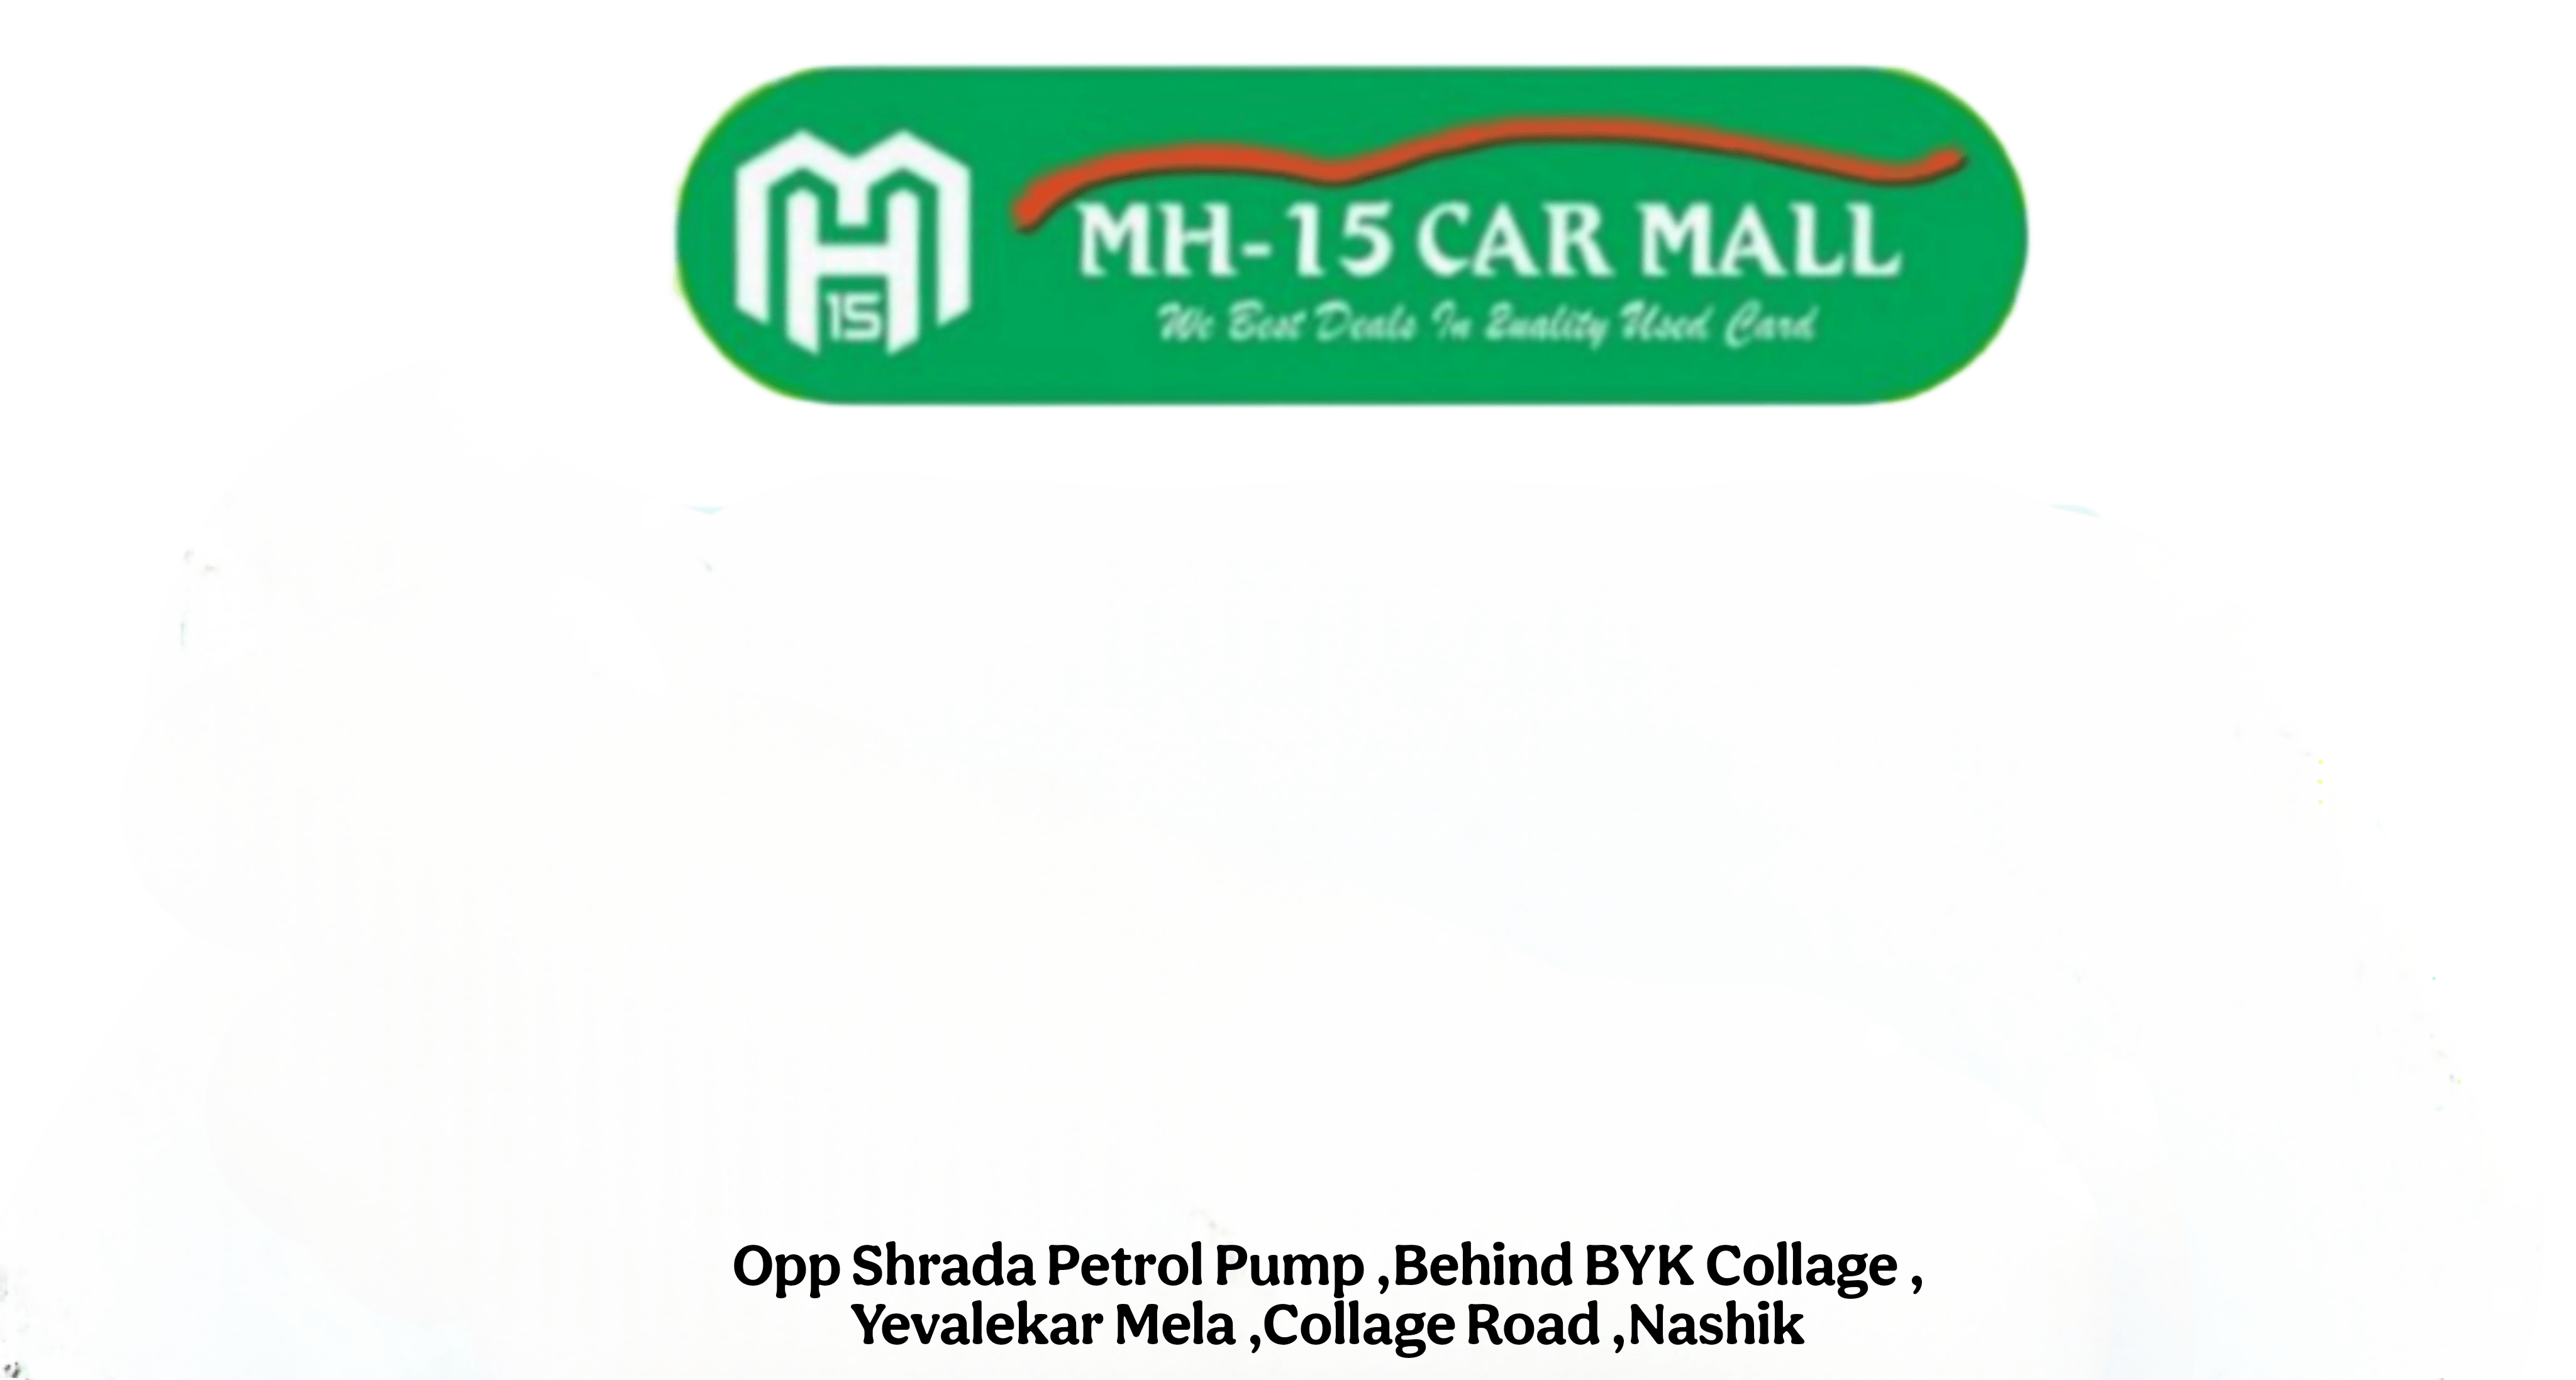 MH-15 CAR MALL
We Best Deals In Quality Used Card
15
Opp Shrada Petrol Pump ,Behind BYK Collage ,
Yevalekar Mela ,Collage Road ,Nashik